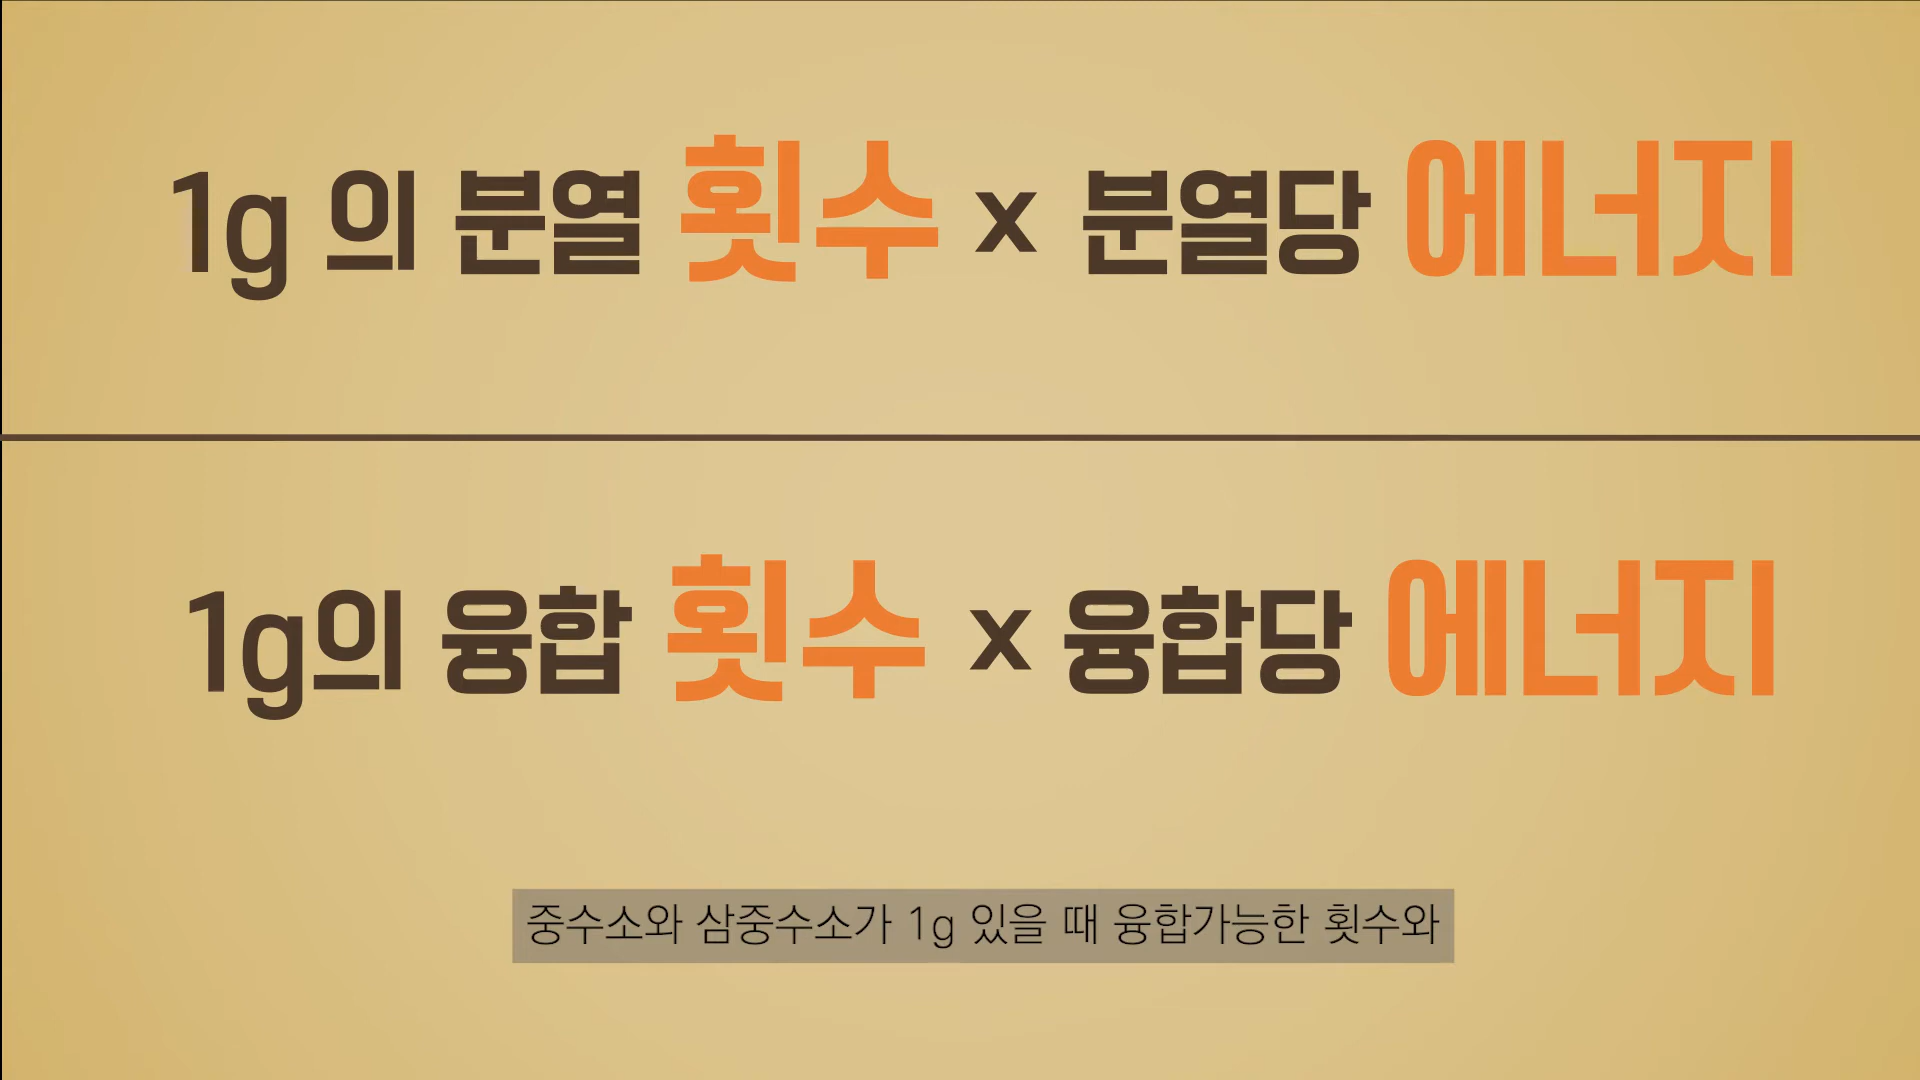 1g 의 분열 횟수 x 분열당 에너지
1g의 융합 횟수 x 융합당 에너지
중수소와 삼중수소가 1g 있을 때 융합가능한 횟수와